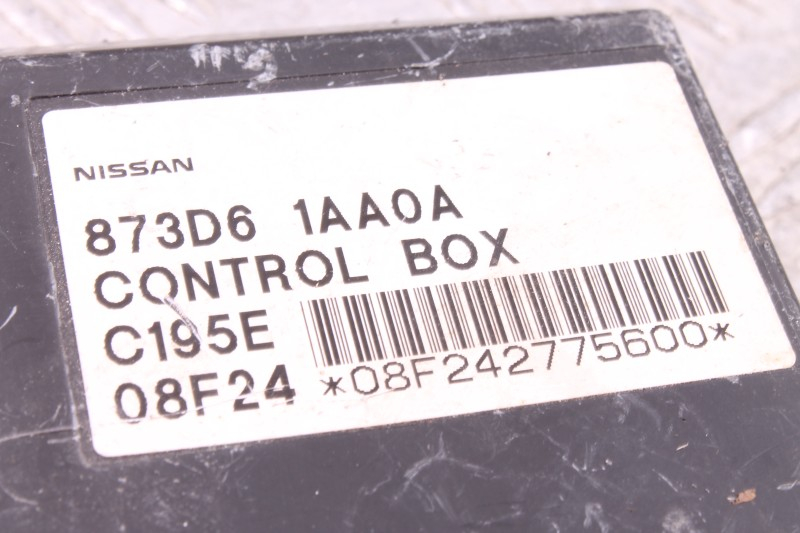 NISSAN
873D6 1AA0A
CONTROL BOX
C195E
08F24 *08F242775600*